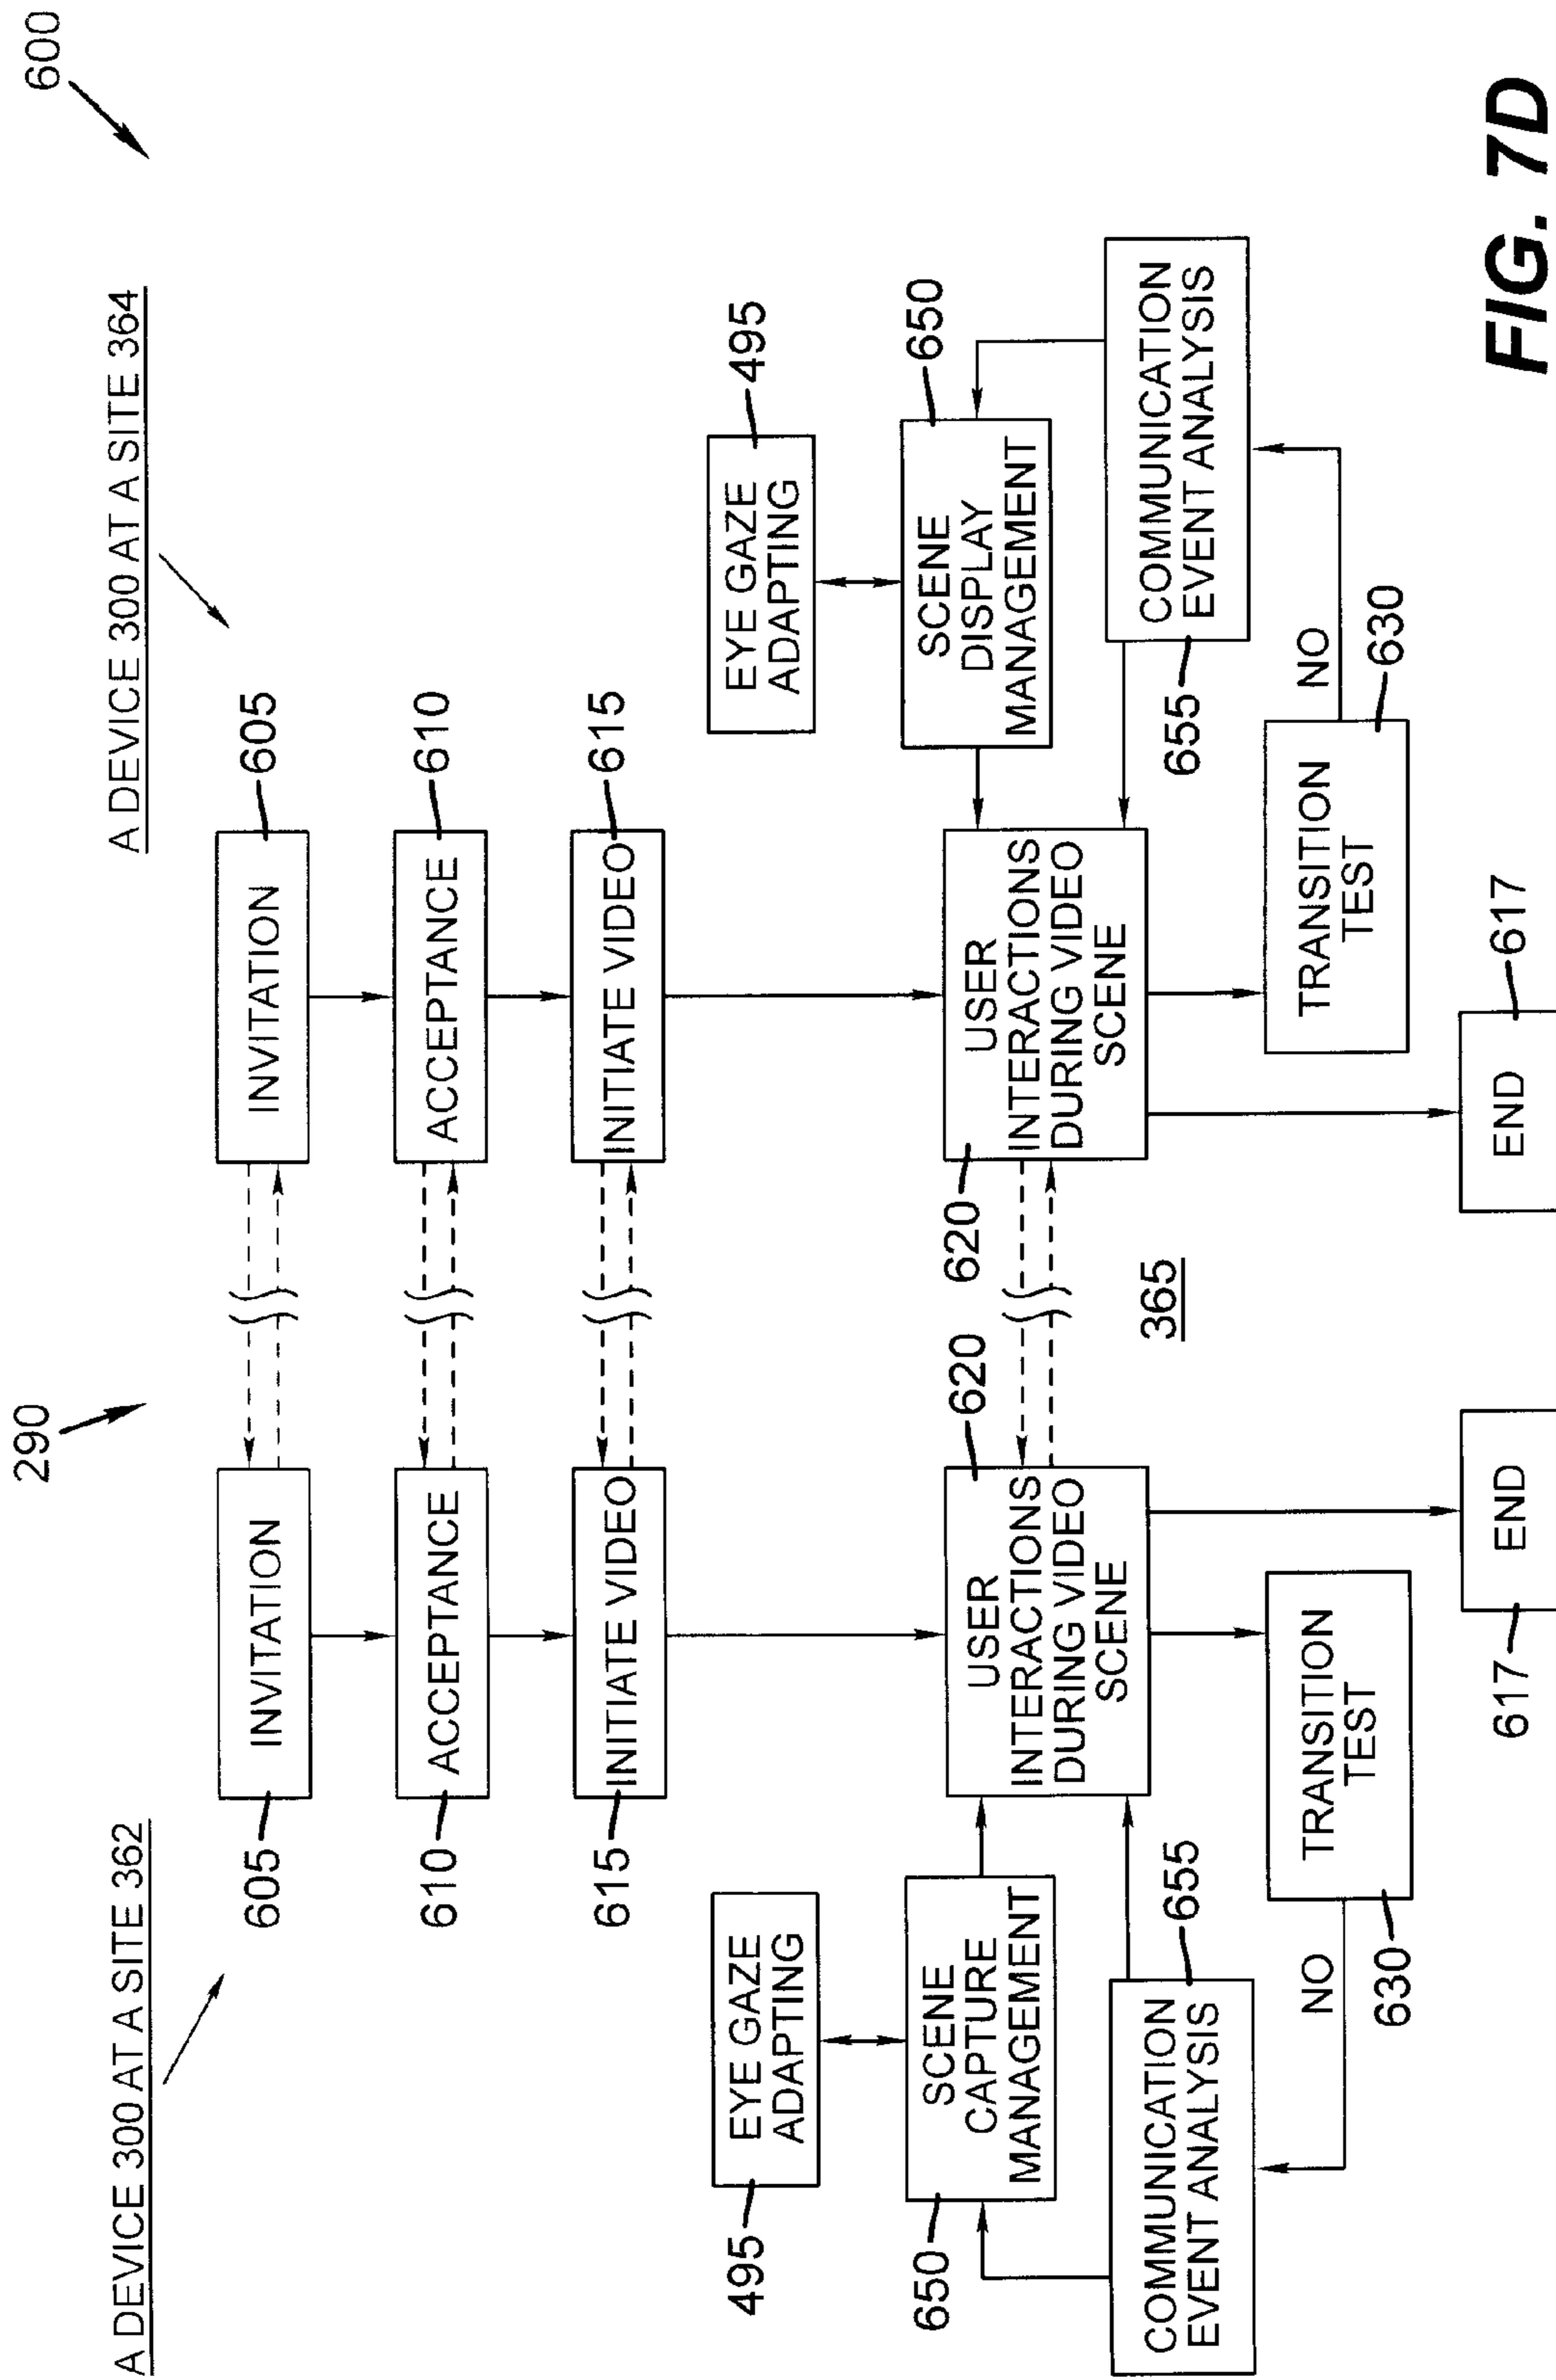 600
290
A DEVICE 300 AT A SITE 362
A DEVICE 300 AT A SITE 364
605
INVITATION
INVITATION
605
610
ACCEPTANCE
ACCEPTANCE
610
615
INITIATE VIDEO
INITIATE VIDEO
615
495
EYE GAZE
ADAPTING
EYE GAZE
ADAPTING
495
650
SCENE
CAPTURE
MANAGEMENT
USER
INTERACTIONS
DURING VIDEO
SCENE
620
620
USER
INTERACTIONS
DURING VIDEO
SCENE
SCENE
DISPLAY
MANAGEMENT
650
365
COMMUNICATION
EVENT ANALYSIS
655
655
COMMUNICATION
EVENT ANALYSIS
NO
630
TRANSITION
TEST
TRANSITION
TEST
NO
630
617
END
END
617
FIG. 7D